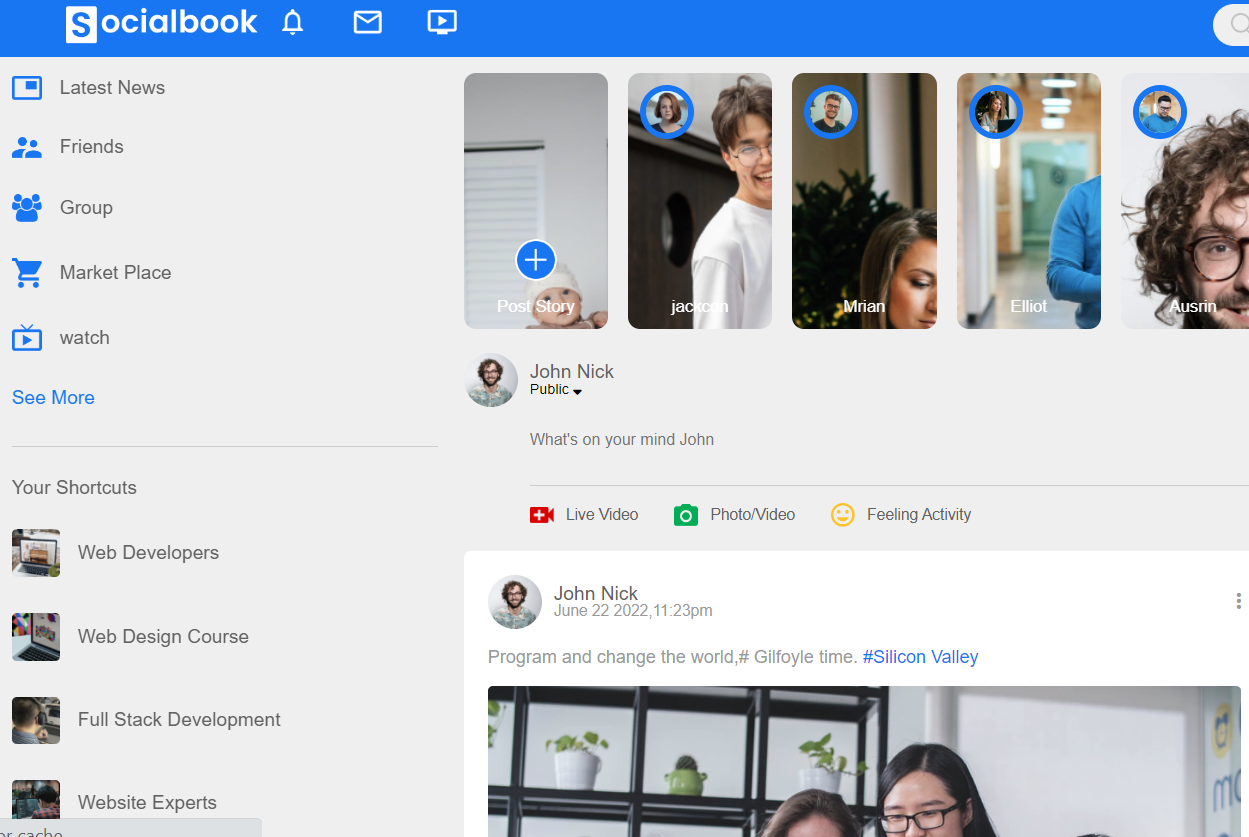 Socialbook
Latest News
Friends
Group
Market Place
watch
See More
Your Shortcuts
Web Developers
Web Design Course
Full Stack Development
Website Experts
or cache
Post Story
jackcon
Mrian
Elliot
Ausrin
John Nick
Public
What's on your mind John
Live Video
Photo/Video
Feeling Activity
John Nick
June 22 2022,11:23pm
Program and change the world,# Gilfoyle time. #Silicon Valley